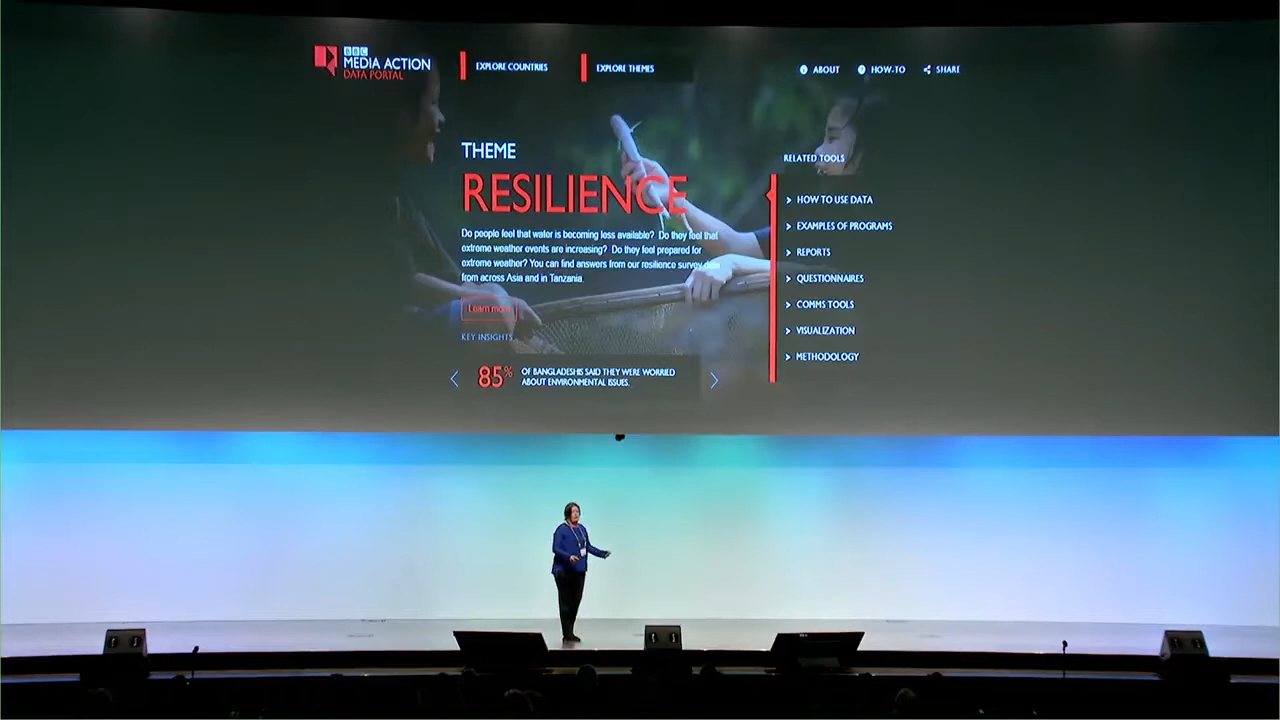 BBC
MEDIA ACTION
DATA PORTAL
EXPLORE COUNTRIES
EXPLORE THEMES
ABOUT
HOW-TO
SHARE
THEME
RESILIENCE
Do people feel that water is becoming less available? Do they feel that
extreme weather events are increasing? Do they feel prepared for
extreme weather? You can find answers from our resilience survey data
from across Asia and in Tanzania.
Learn more
KEY INSIGHTS
85% OF BANGLADESHIS SAID THEY WERE WORRIED
ABOUT ENVIRONMENTAL ISSUES.
RELATED TOOLS
HOW TO USE DATA
EXAMPLES OF PROGRAMS
REPORTS
QUESTIONNAIRES
COMMS TOOLS
VISUALIZATION
METHODOLOGY